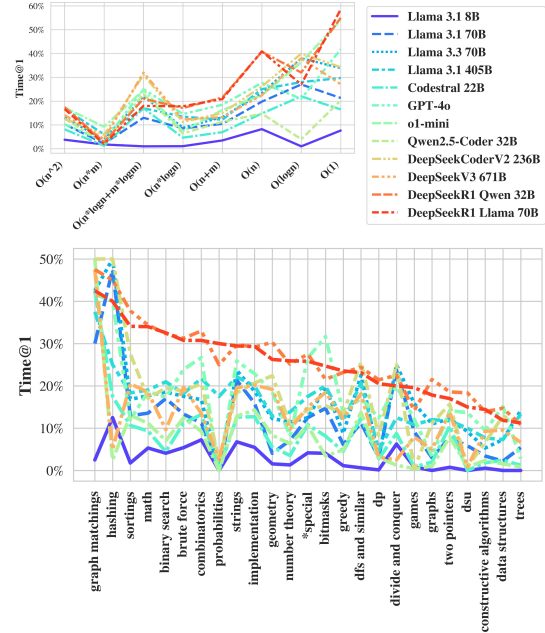 60%
50%
40%
30%
20%
10%
0%
Time@1
O(n^2)
O(n*m)
O(n*logn+m*logm)
O(n*logn)
O(n+m)
O(n)
O(logn)
O(1)
Llama 3.1 8B
Llama 3.1 70B
Llama 3.3 70B
Llama 3.1 405B
Codestral 22B
GPT-4o
o1-mini
Qwen2.5-Coder 32B
DeepSeekCoderV2 236B
DeepSeekV3 671B
DeepSeekR1 Qwen 32B
DeepSeekR1 Llama 70B
50%
40%
30%
20%
10%
0%
Time@1
graph matchings
hashing
sortings
math
binary search
brute force
combinatorics
probabilities
strings
implementation
geometry
number theory
*special
bitmasks
greedy
dfs and similar
dp
divide and conquer
games
graphs
two pointers
dsu
constructive algorithms
data structures
trees